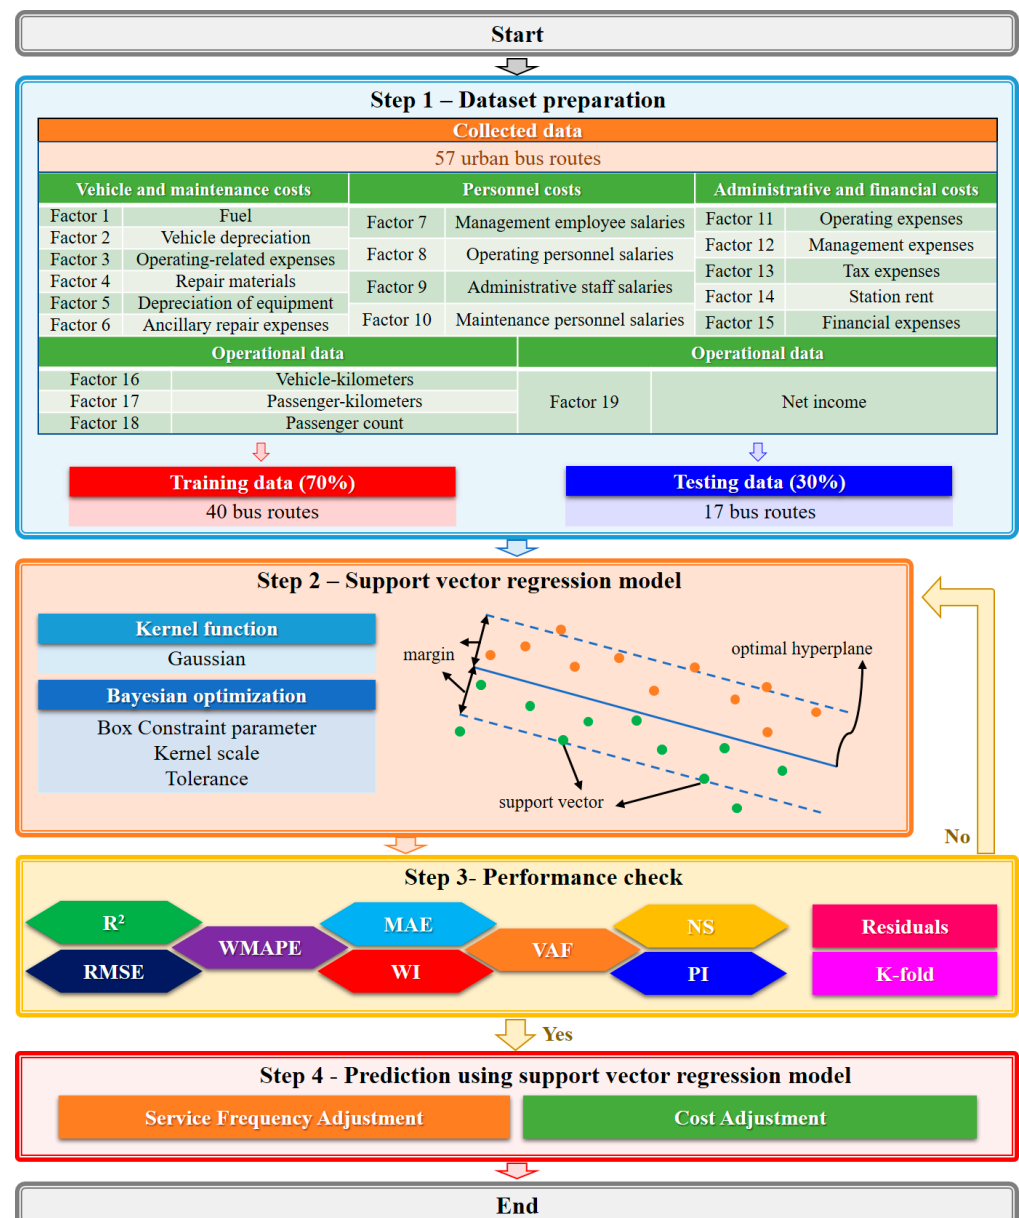 Start
Step 1 – Dataset preparation
Collected data
57 urban bus routes
Vehicle and maintenance costs
Factor 1 Fuel
Factor 2 Vehicle depreciation
Factor 3 Operating-related expenses
Factor 4 Repair materials
Factor 5 Depreciation of equipment
Factor 6 Ancillary repair expenses
Personnel costs
Factor 7 Management employee salaries
Factor 8 Operating personnel salaries
Factor 9 Administrative staff salaries
Factor 10 Maintenance personnel salaries
Administrative and financial costs
Factor 11 Operating expenses
Factor 12 Management expenses
Factor 13 Tax expenses
Factor 14 Station rent
Factor 15 Financial expenses
Operational data
Factor 16 Vehicle-kilometers
Factor 17 Passenger-kilometers
Factor 18 Passenger count
Operational data
Factor 19 Net income
Training data (70%)
40 bus routes
Testing data (30%)
17 bus routes
Step 2 – Support vector regression model
Kernel function
Gaussian
Bayesian optimization
Box Constraint parameter
Kernel scale
Tolerance
margin
optimal hyperplane
support vector
No
Step 3- Performance check
R²
RMSE
WMAPE
MAE
WI
VAF
NS
PI
Residuals
K-fold
Yes
Step 4 - Prediction using support vector regression model
Service Frequency Adjustment
Cost Adjustment
End